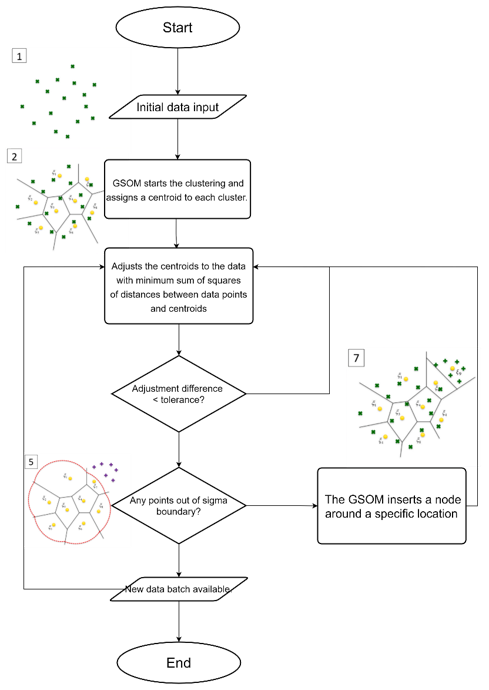 Start
1
Initial data input
2
GSOM starts the clustering and
assigns a centroid to each cluster.
Adjusts the centroids to the data
with minimum sum of squares
of distances between data points
and centroids
7
Adjustment difference
< tolerance?
5
Any points out of sigma
boundary?
The GSOM inserts a node
around a specific location
New data batch available.
End